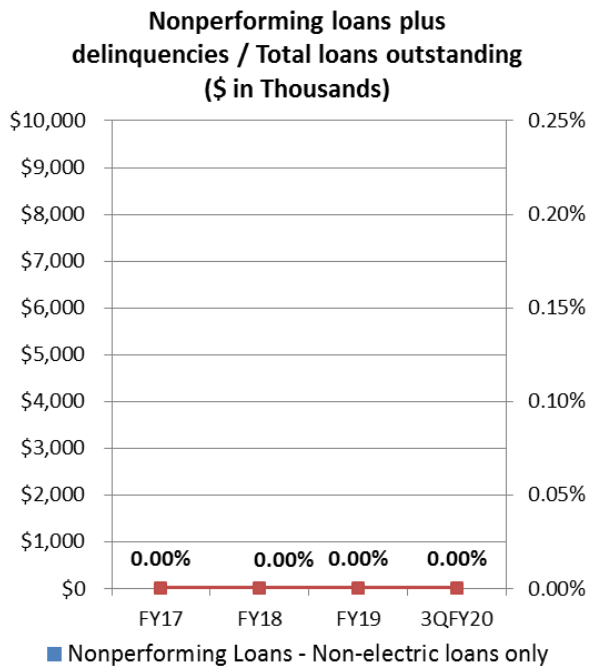 Nonperforming loans plus
delinquencies / Total loans outstanding
($ in Thousands)
$10,000 0.25%
$9,000
$8,000 0.20%
$7,000
$6,000 0.15%
$5,000
$4,000 0.10%
$3,000
$2,000 0.05%
$1,000
0.00% 0.00% 0.00% 0.00%
$0 0.00%
FY17 FY18 FY19 3QFY20
Nonperforming Loans - Non-electric loans only